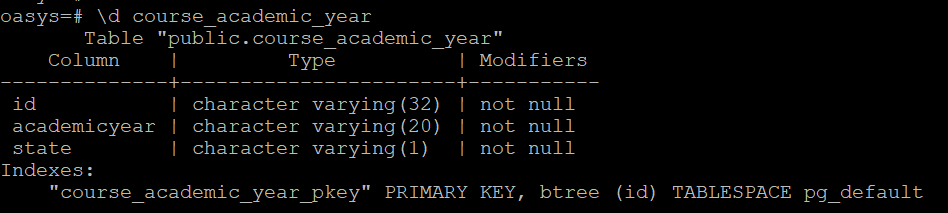 oasys=# \d course_academic_year
Table "public.course_academic_year"
Column | Type | Modifiers
--------------+-----------------------+-----------
id | character varying(32) | not null
academicyear | character varying(20) | not null
state | character varying(1) | not null
Indexes:
"course_academic_year_pkey" PRIMARY KEY, btree (id) TABLESPACE pg_default